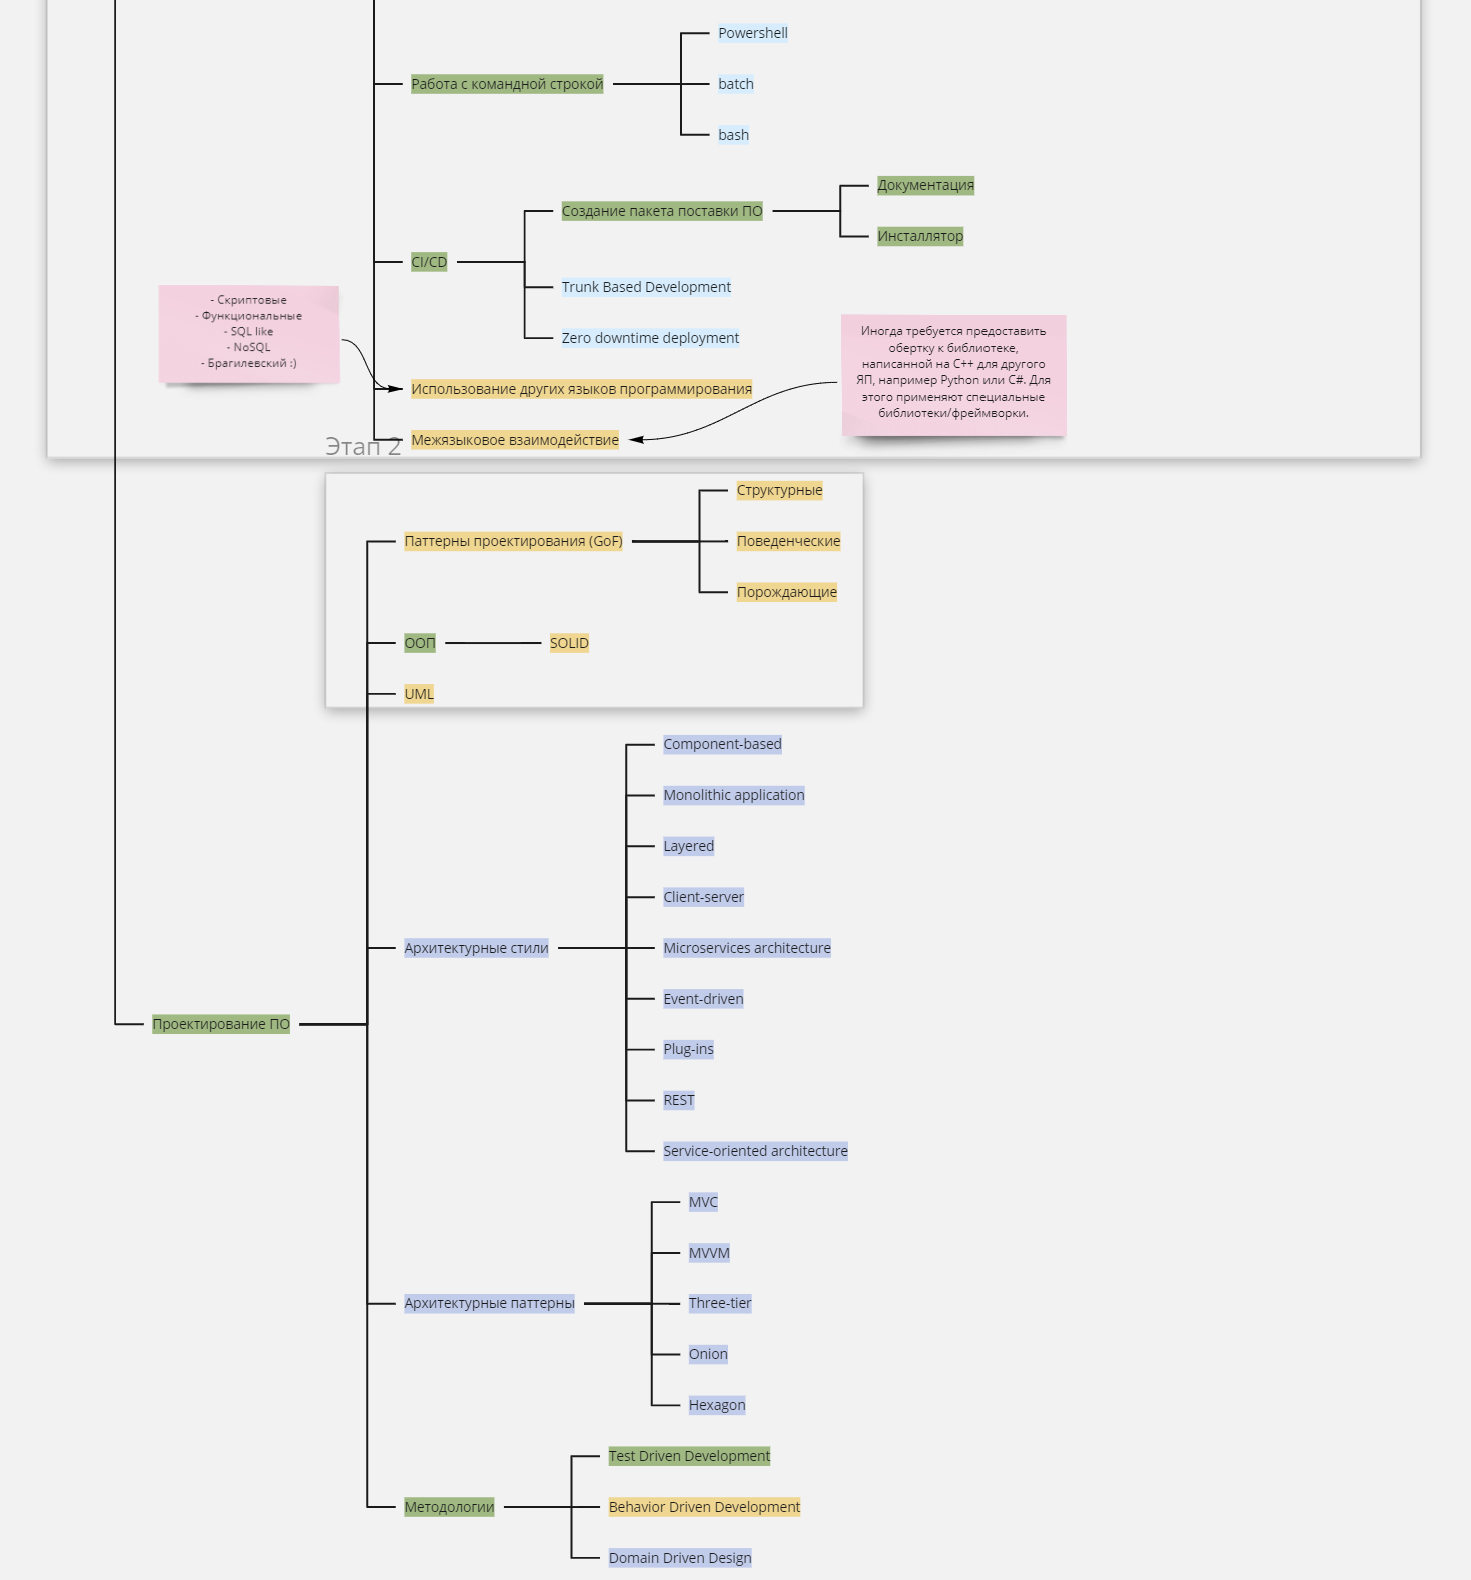 Powershell
Работа с командной строкой
batch
bash
Документация
Создание пакета поставки ПО
Инсталлятор
CI/CD
Trunk Based Development
Zero downtime deployment
- Скриптовые
- Функциональные
- SQL like
- NoSQL
- Брагилевский :)
Иногда требуется предоставить
обертку к библиотеке,
написанной на C++ для другого
ЯП, например Python или C#. Для
этого применяют специальные
библиотеки/фреймворки.
Использование других языков программирования
Межязыковое взаимодействие
Этап 2
Структурные
Паттерны проектирования (GoF)
Поведенческие
Порождающие
ООП
SOLID
UML
Component-based
Monolithic application
Layered
Client-server
Архитектурные стили
Microservices architecture
Event-driven
Проектирование ПО
Plug-ins
REST
Service-oriented architecture
MVC
MVVM
Архитектурные паттерны
Three-tier
Onion
Hexagon
Test Driven Development
Методологии
Behavior Driven Development
Domain Driven Design